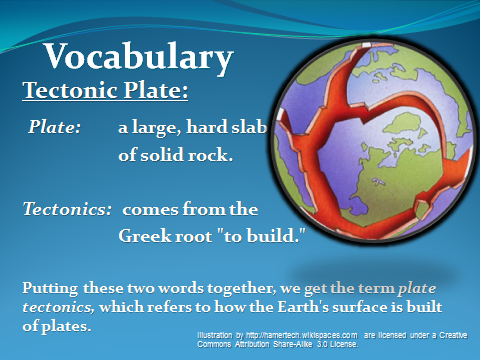 Vocabulary
Tectonic Plate:
Plate: a large, hard slab
of solid rock.
Tectonics: comes from the
Greek root "to build."
Putting these two words together, we get the term plate
tectonics, which refers to how the Earth's surface is built
of plates.
Illustration by http://hamertech.wikispaces.com are licensed under a Creative
Commons Attribution Share-Alike 3.0 License.